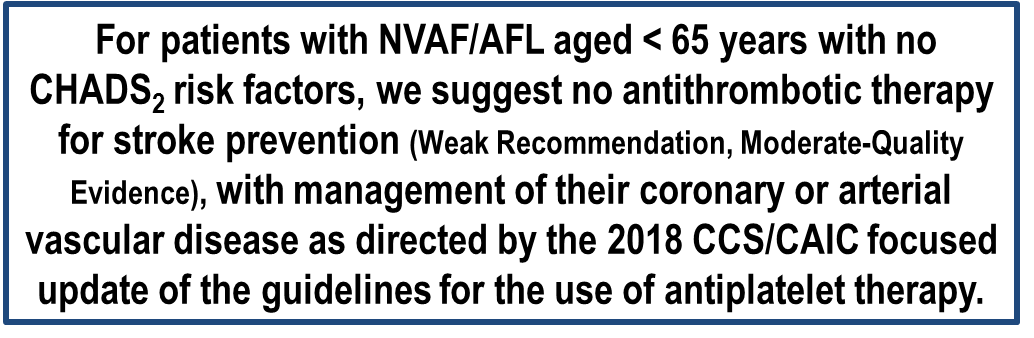 For patients with NVAF/AFL aged < 65 years with no
CHADS₂ risk factors, we suggest no antithrombotic therapy
for stroke prevention (Weak Recommendation, Moderate-Quality
Evidence), with management of their coronary or arterial
vascular disease as directed by the 2018 CCS/CAIC focused
update of the guidelines for the use of antiplatelet therapy.